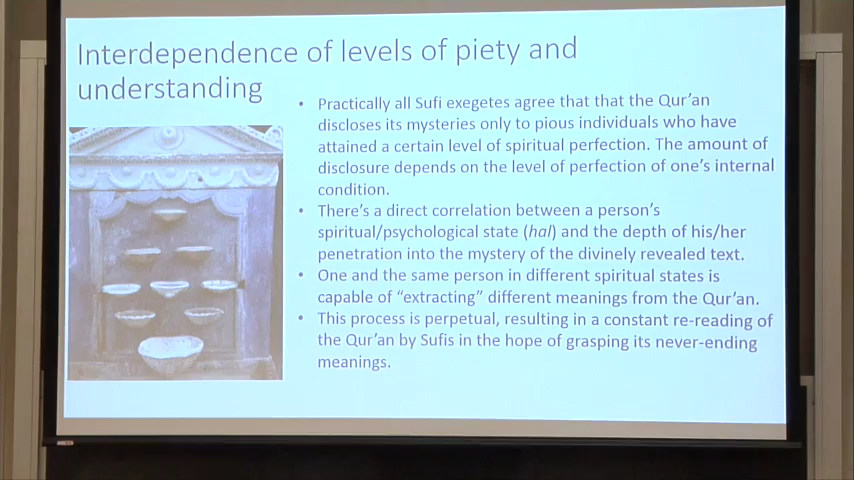 Interdependence of levels of piety and
understanding
• Practically all Sufi exegetes agree that that the Qur'an
discloses its mysteries only to pious individuals who have
attained a certain level of spiritual perfection. The amount of
disclosure depends on the level of perfection of one's internal
condition.
• There's a direct correlation between a person's
spiritual/psychological state (hal) and the depth of his/her
penetration into the mystery of the divinely revealed text.
• One and the same person in different spiritual states is
capable of “extracting” different meanings from the Qur'an.
• This process is perpetual, resulting in a constant re-reading of
the Qur'an by Sufis in the hope of grasping its never-ending
meanings.